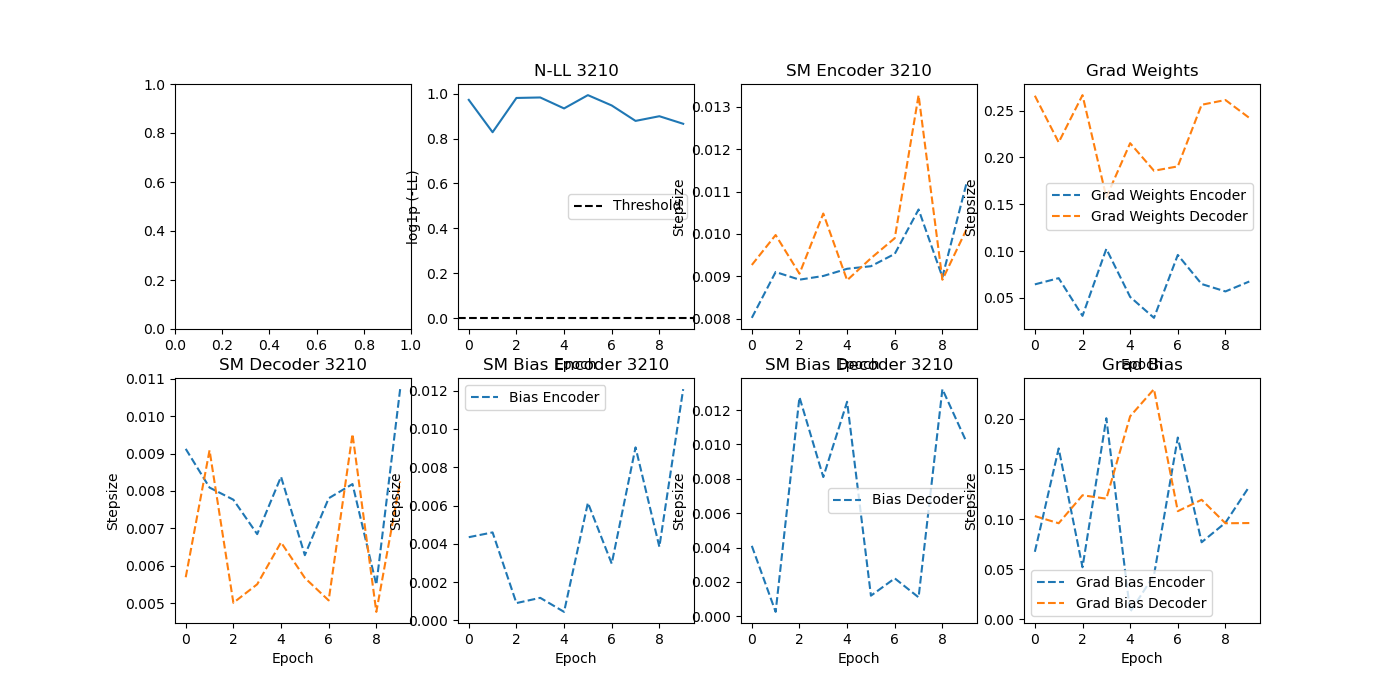 N-LL 3210
SM Encoder 3210
Grad Weights
1.0
0.8
0.6
0.4
0.2
0.0
0.0 0.2 0.4 0.6 0.8 1.0
log1p (-LL)
1.0
0.8
0.6
0.4
0.2
0.0
Threshold
0 2 4 6 8
Epoch
Stepsize
0.013
0.012
0.011
0.010
0.009
0.008
0 2 4 6 8
Epoch
Stepsize
0.25
0.20
0.15
0.10
0.05
Grad Weights Encoder
Grad Weights Decoder
0 2 4 6 8
Epoch
SM Decoder 3210
SM Bias Encoder 3210
SM Bias Decoder 3210
Grad Bias
Stepsize
0.011
0.010
0.009
0.008
0.007
0.006
0.005
0 2 4 6 8
Epoch
Stepsize
0.012
0.010
0.008
0.006
0.004
0.002
0.000
Bias Encoder
0 2 4 6 8
Epoch
Stepsize
0.012
0.010
0.008
0.006
0.004
0.002
0.000
Bias Decoder
0 2 4 6 8
Epoch
Stepsize
0.20
0.15
0.10
0.05
0.00
Grad Bias Encoder
Grad Bias Decoder
0 2 4 6 8
Epoch